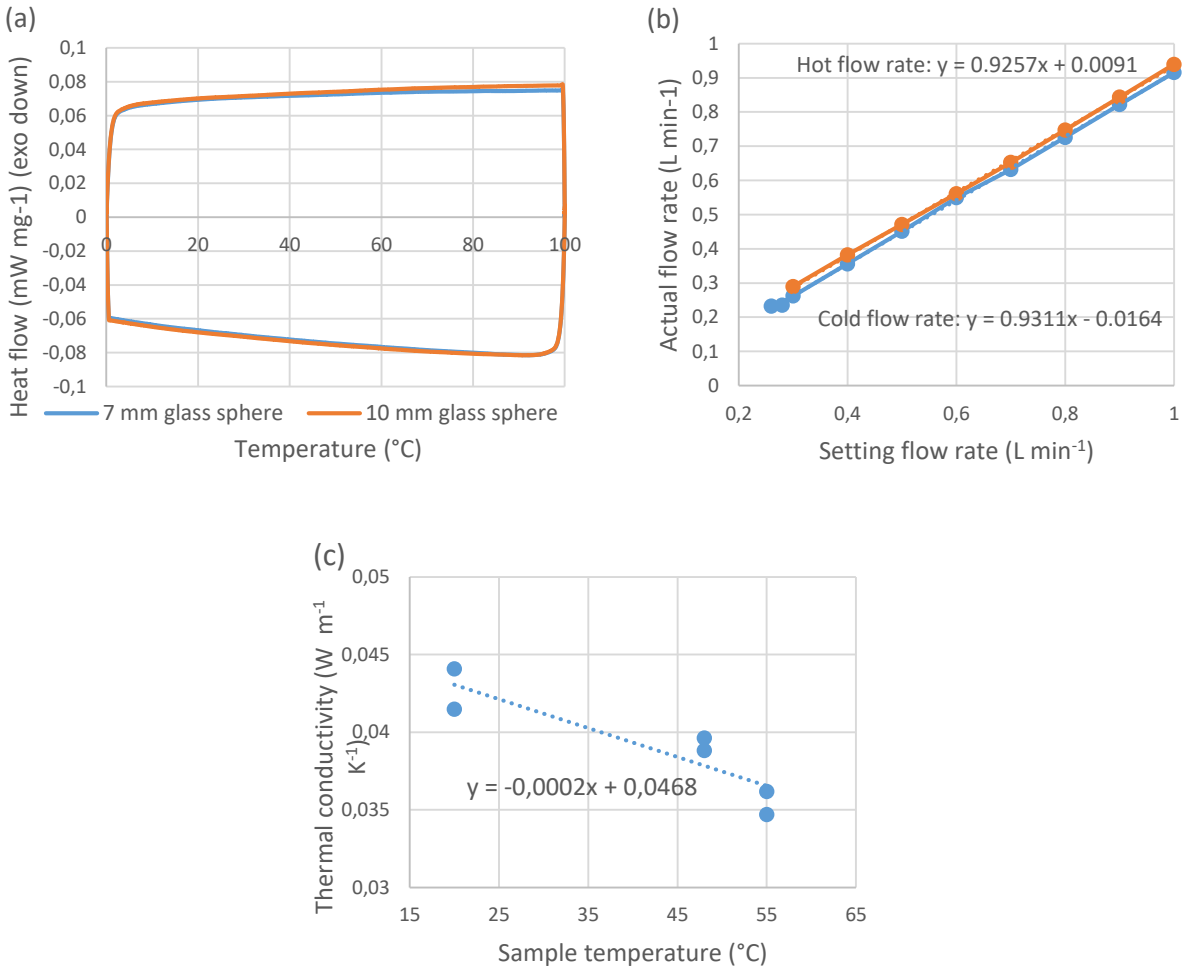 (a)
Heat flow (mW mg-1) (exo down)
0,1
0,08
0,06
0,04
0,02
0
-0,02
-0,04
-0,06
-0,08
-0,1
0 20 40 60 80 100
7 mm glass sphere 10 mm glass sphere
Temperature (°C)
(b)
Actual flow rate (L min-1)
1
0,9
0,8
0,7
0,6
0,5
0,4
0,3
0,2
0,1
0
Hot flow rate: y = 0.9257x + 0.0091
Cold flow rate: y = 0.9311x - 0.0164
0,2 0,4 0,6 0,8 1
Setting flow rate (L min⁻¹)
(c)
Thermal conductivity (W m⁻¹
K⁻¹)
0,05
0,045
0,04
0,035
0,03
y = -0,0002x + 0,0468
15 25 35 45 55 65
Sample temperature (°C)